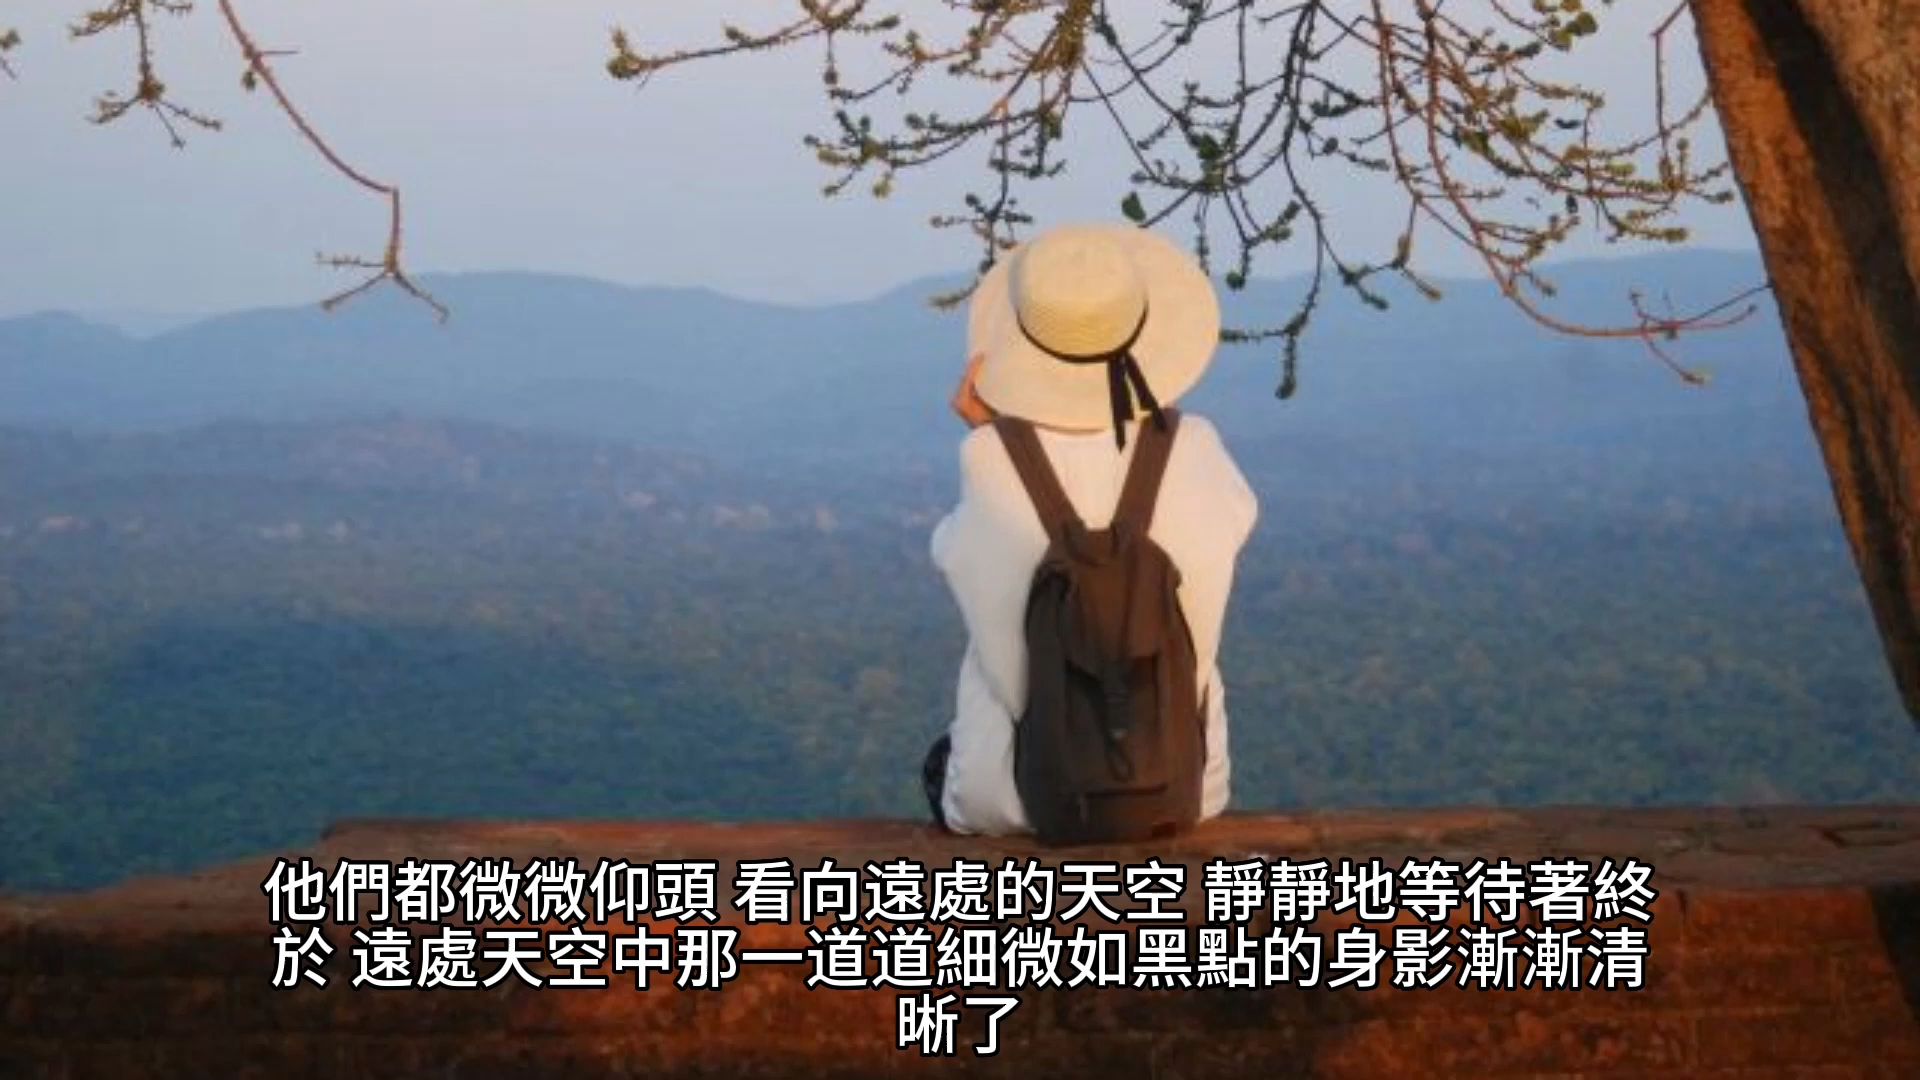 他們都微微仰頭 看向遠處的天空 靜靜地等待著終
於 遠處天空中那一道道細微如黑點的身影漸漸清
晰了